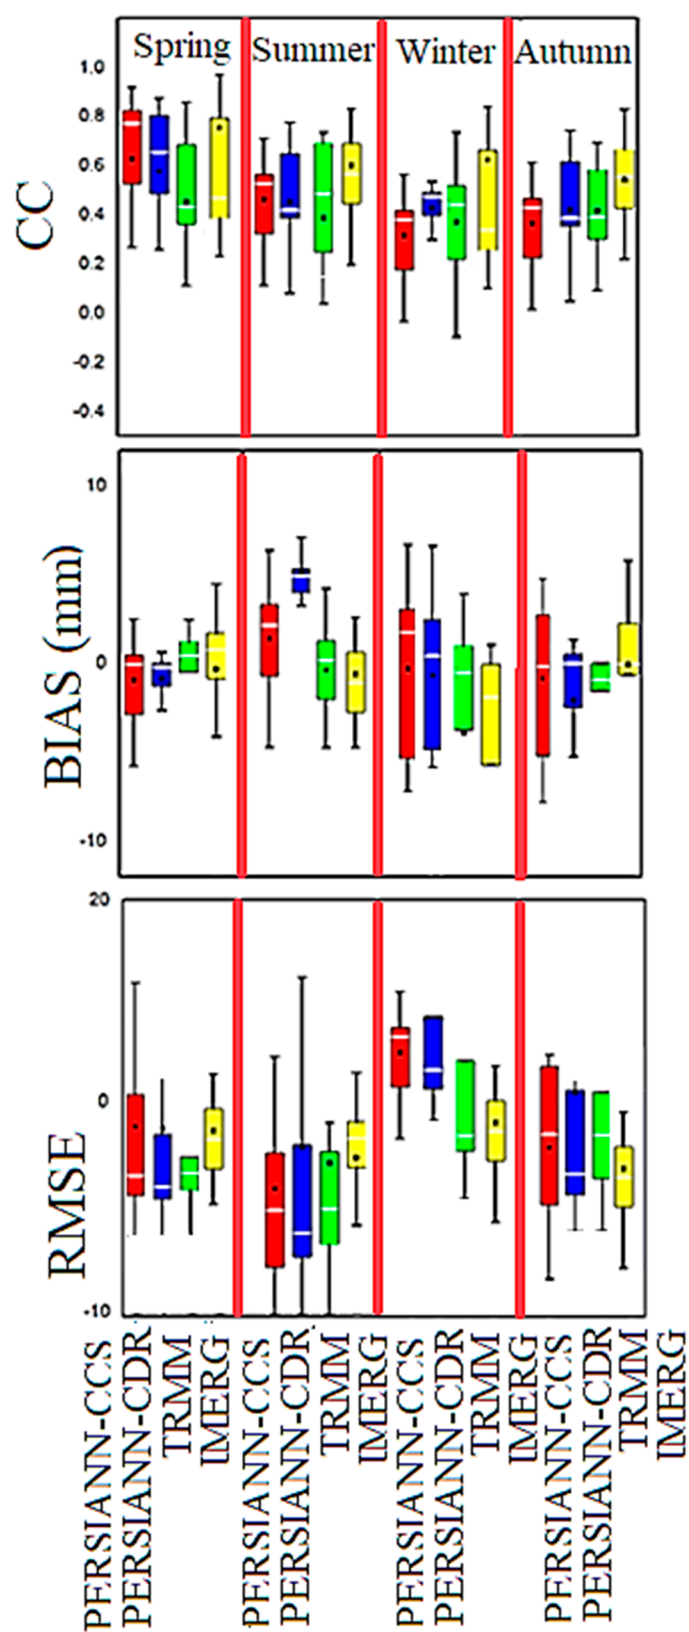 Spring Summer Winter Autumn
1.0
0.8
0.6
0.4
0.2
0.0
-0.2
-0.4
CC
10
0
-10
BIAS (mm)
20
0
-10
RMSE
PERSIANN-CCS
PERSIANN-CDR
TRMM
IMERG
PERSIANN-CCS
PERSIANN-CDR
TRMM
IMERG
PERSIANN-CCS
PERSIANN-CDR
TRMM
IMERG
PERSIANN-CCS
PERSIANN-CDR
TRMM
IMERG